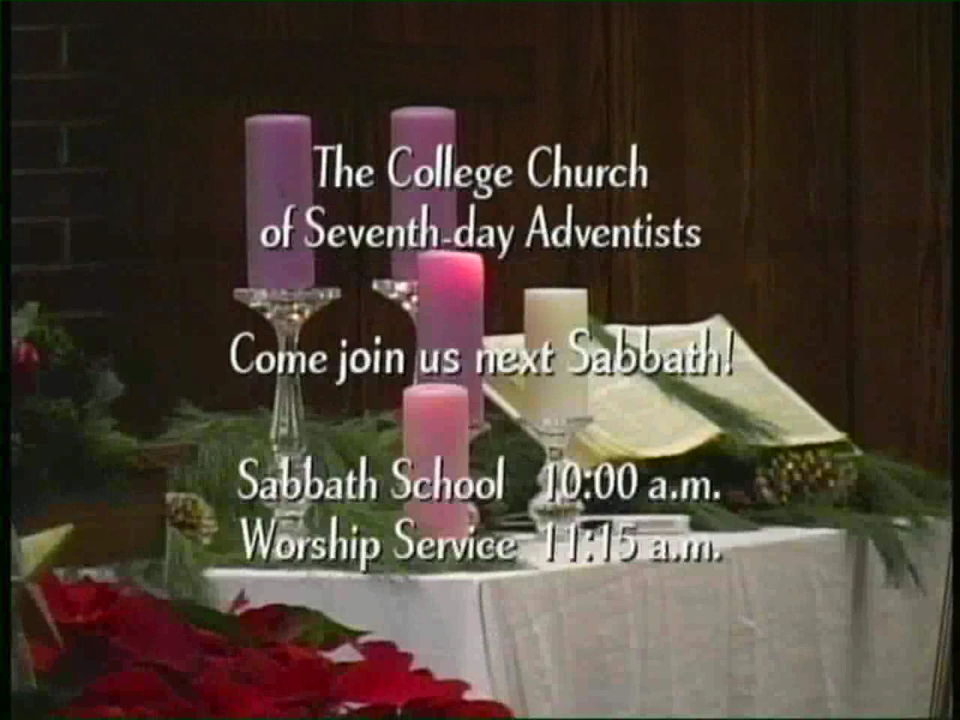 The College Church
of Seventh-day Adventists
Come join us next Sabbath!
Sabbath School 10:00 a.m.
Worship Service 11:15 a.m.